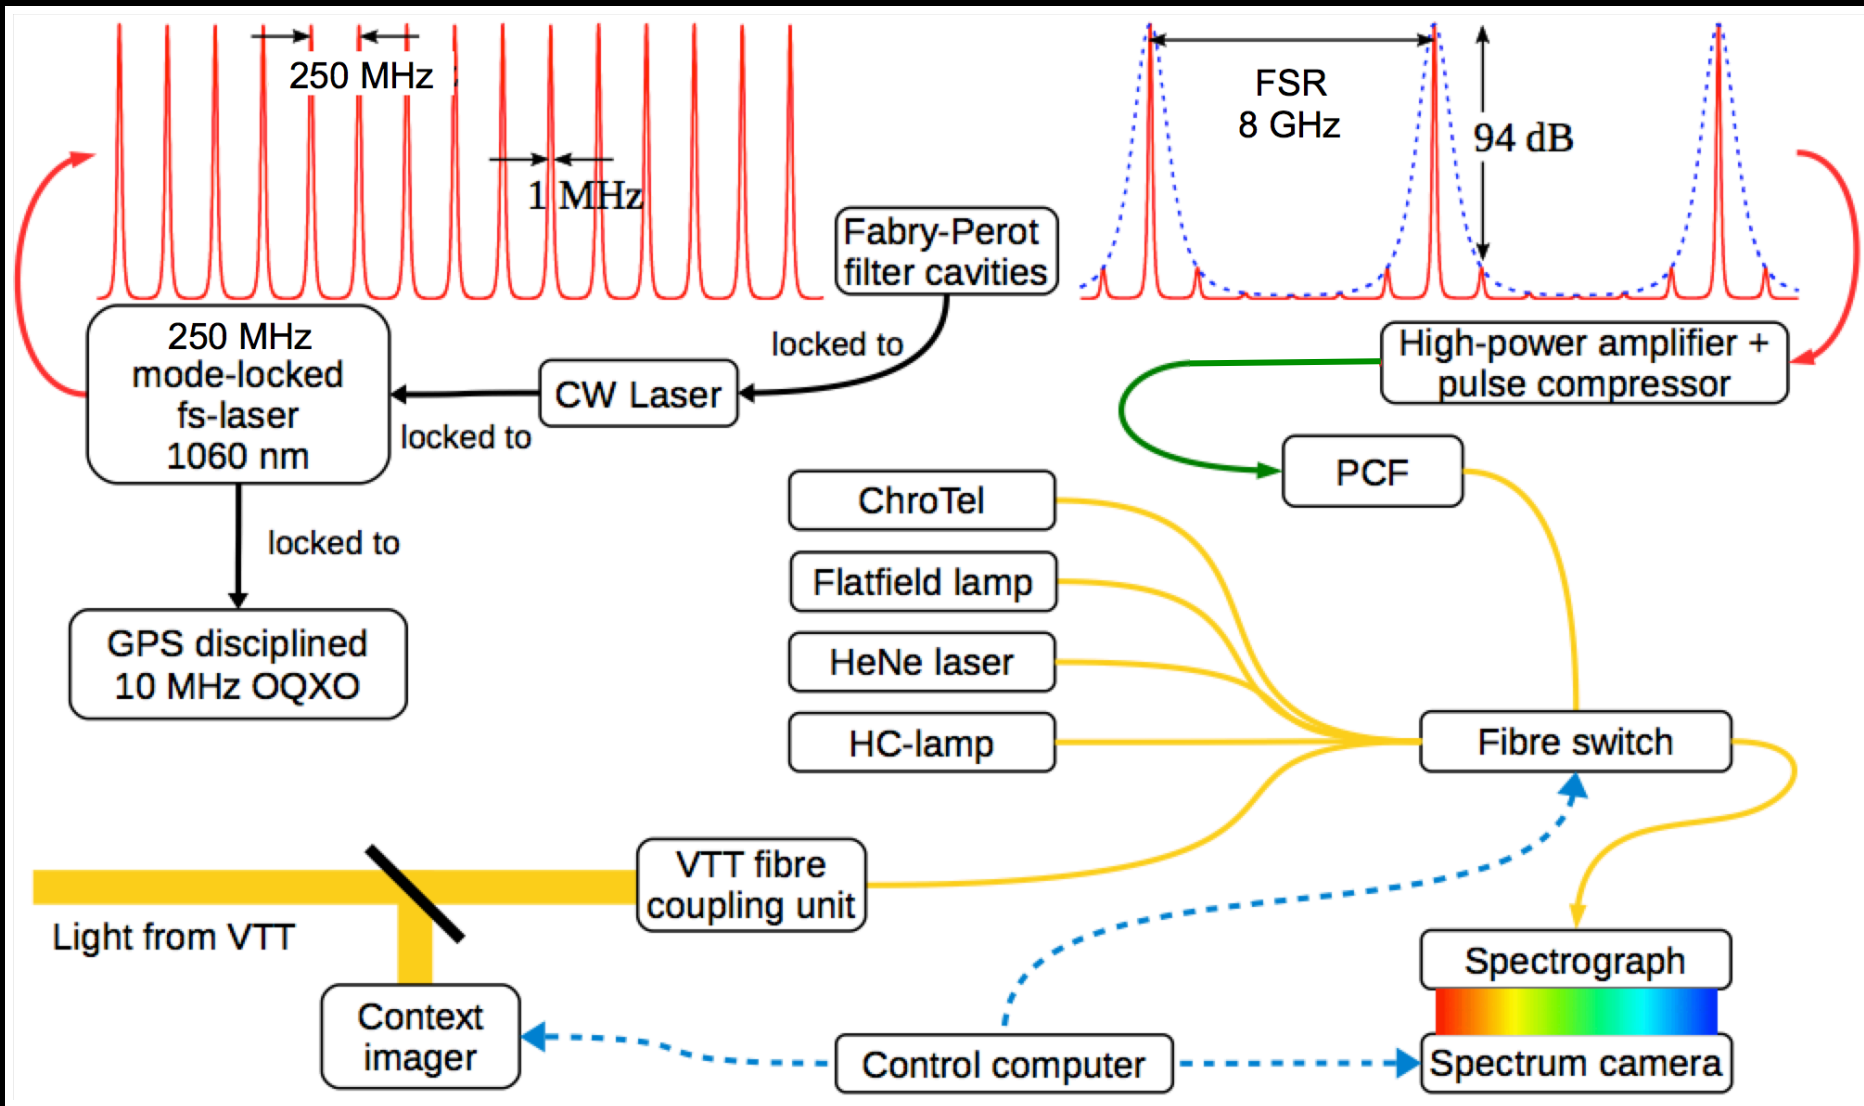 250 MHz
1 MHz
FSR
8 GHz
94 dB
Fabry-Perot
filter cavities
locked to
CW Laser
locked to
250 MHz
mode-locked
fs-laser
1060 nm
locked to
GPS disciplined
10 MHz OQXO
High-power amplifier +
pulse compressor
PCF
ChroTel
Flatfield lamp
HeNe laser
HC-lamp
Fibre switch
VTT fibre
coupling unit
Light from VTT
Context
imager
Control computer
Spectrograph
Spectrum camera